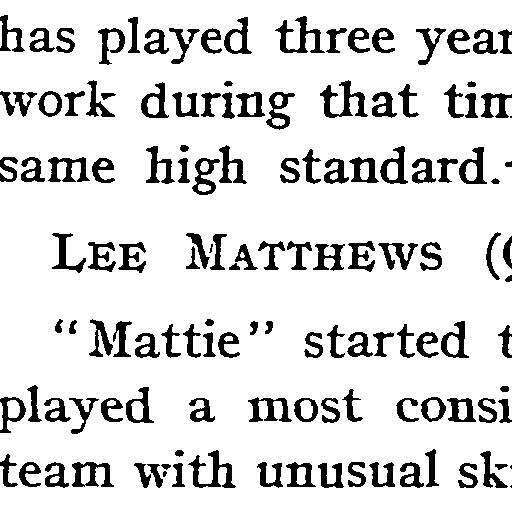 has played three year
work during that tim
same high standard.
LEE MATTHEWS (
"Mattie" started t
played a most consi
team with unusual ski